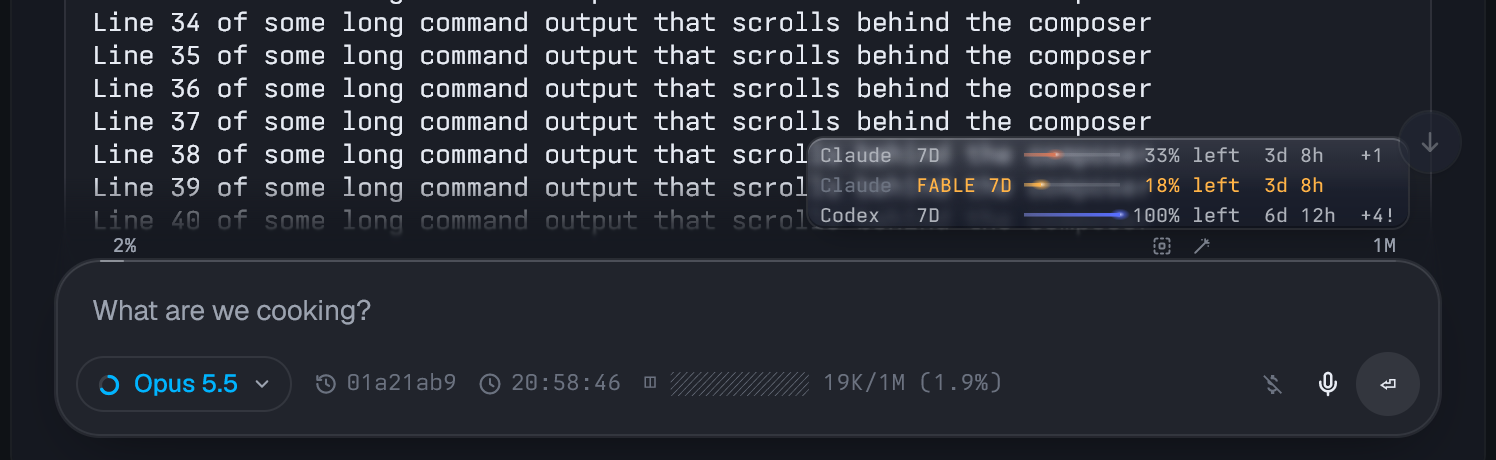 Line 34 of some long command output that scrolls behind the composer
Line 35 of some long command output that scrolls behind the composer
Line 36 of some long command output that scrolls behind the composer
Line 37 of some long command output that scrolls behind the composer
Line 38 of some long command output that scrolls
Line 39 of some long command output that scrolls
Line 40 of some long command output that scrolls
Claude 7D 33% left 3d 8h +1
Claude FABLE 7D 18% left 3d 8h
Codex 7D 100% left 6d 12h +4!
2% 1M
What are we cooking?
Opus 5.5 01a21ab9 20:58:46 19K/1M (1.9%)